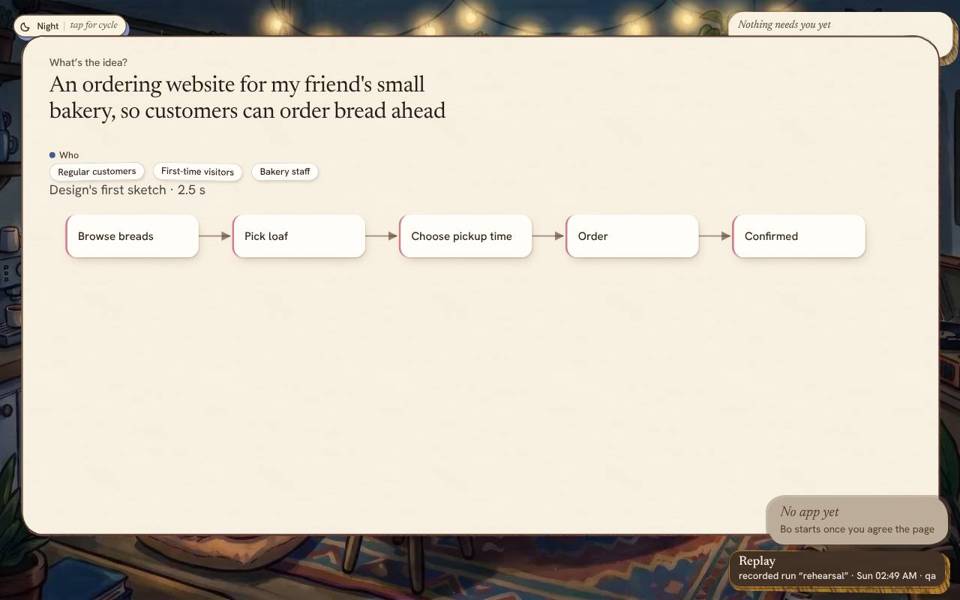 Night | tap for cycle
Nothing needs you yet
What's the idea?
An ordering website for my friend's small
bakery, so customers can order bread ahead
Who
Regular customers
First-time visitors
Bakery staff
Design's first sketch · 2.5 s
Browse breads
Pick loaf
Choose pickup time
Order
Confirmed
No app yet
Bo starts once you agree the page
Replay
recorded run “rehearsal” · Sun 02:49 AM · qa